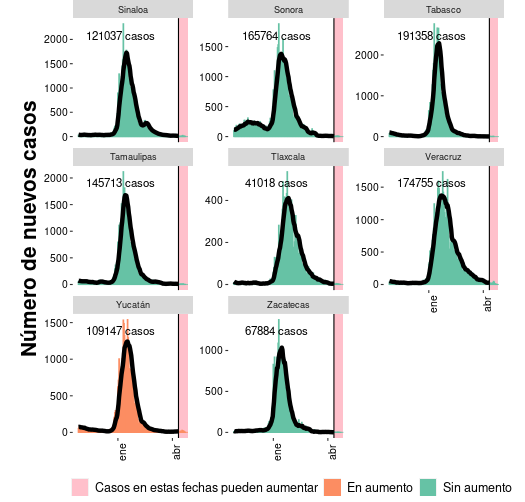 Número de nuevos casos
Sinaloa
Sonora
Tabasco
121037 casos
165764 casos
191358 casos
2000
1500
1000
500
0
1500
1000
500
0
2000
1000
0
Tamaulipas
Tlaxcala
Veracruz
145713 casos
41018 casos
174755 casos
2000
1500
1000
500
0
400
200
0
1500
1000
500
0
Yucatán
Zacatecas
109147 casos
67884 casos
1500
1000
500
0
1000
500
0
ene
abr
ene
abr
ene
abr
Casos en estas fechas pueden aumentar
En aumento
Sin aumento